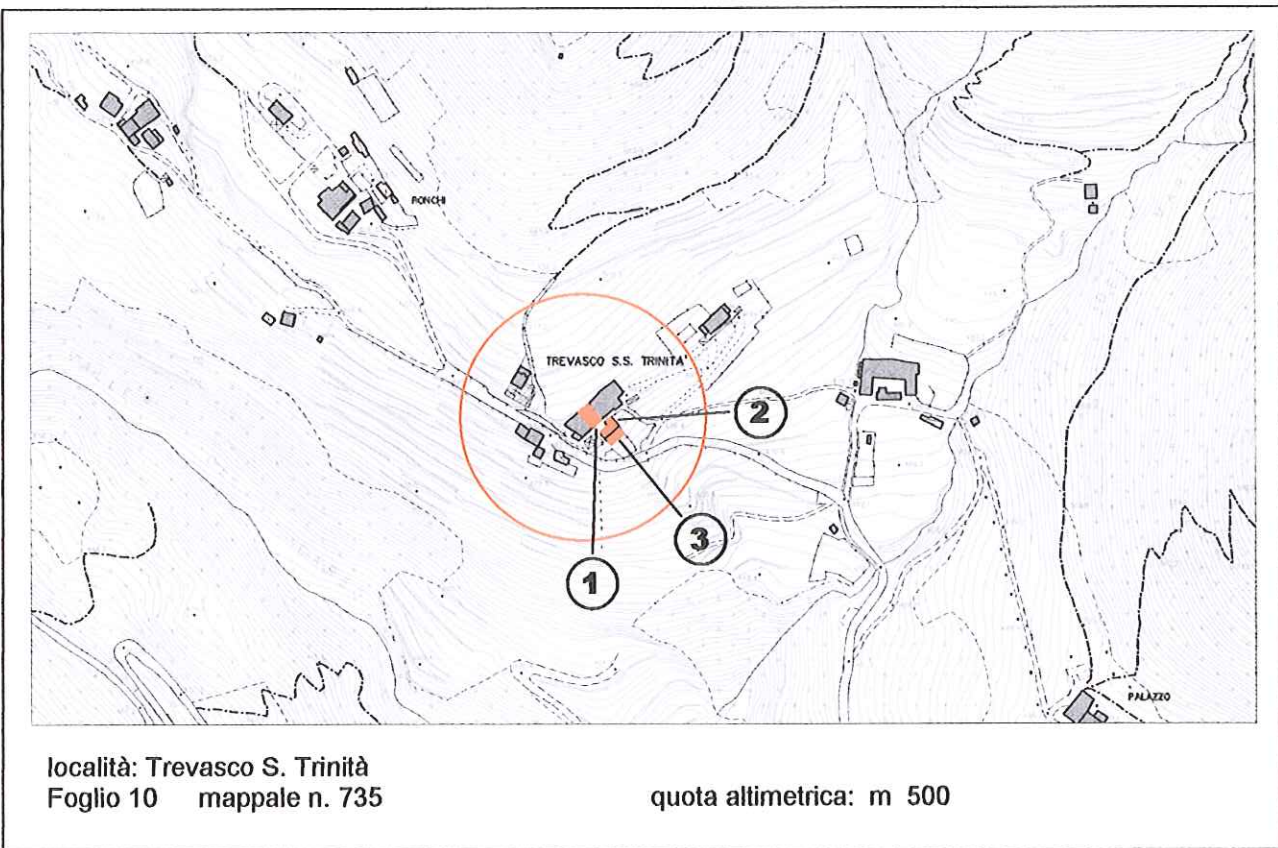 RONCHI
TREVASCO S.S. TRINITA'
2
3
1
PALAZZO
località: Trevasco S. Trinità
Foglio 10 mappale n. 735 quota altimetrica: m 500